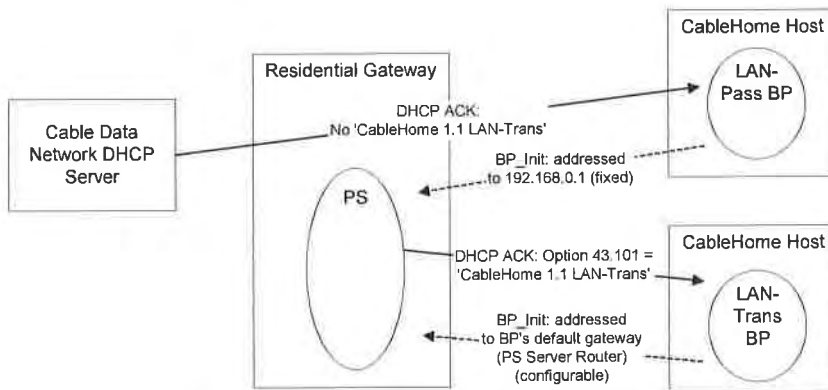 CableHome Host
LAN-
Pass BP
Residential Gateway
DHCP ACK:
No 'CableHome 1.1 LAN-Trans'
Cable Data
Network DHCP
Server
BP_Init: addressed
to 192.168.0.1 (fixed)
PS
CableHome Host
DHCP ACK: Option 43.101 =
'CableHome 1.1 LAN-Trans'
LAN-
Trans
BP
BP_Init: addressed
to BP's default gateway
(PS Server Router)
(configurable)